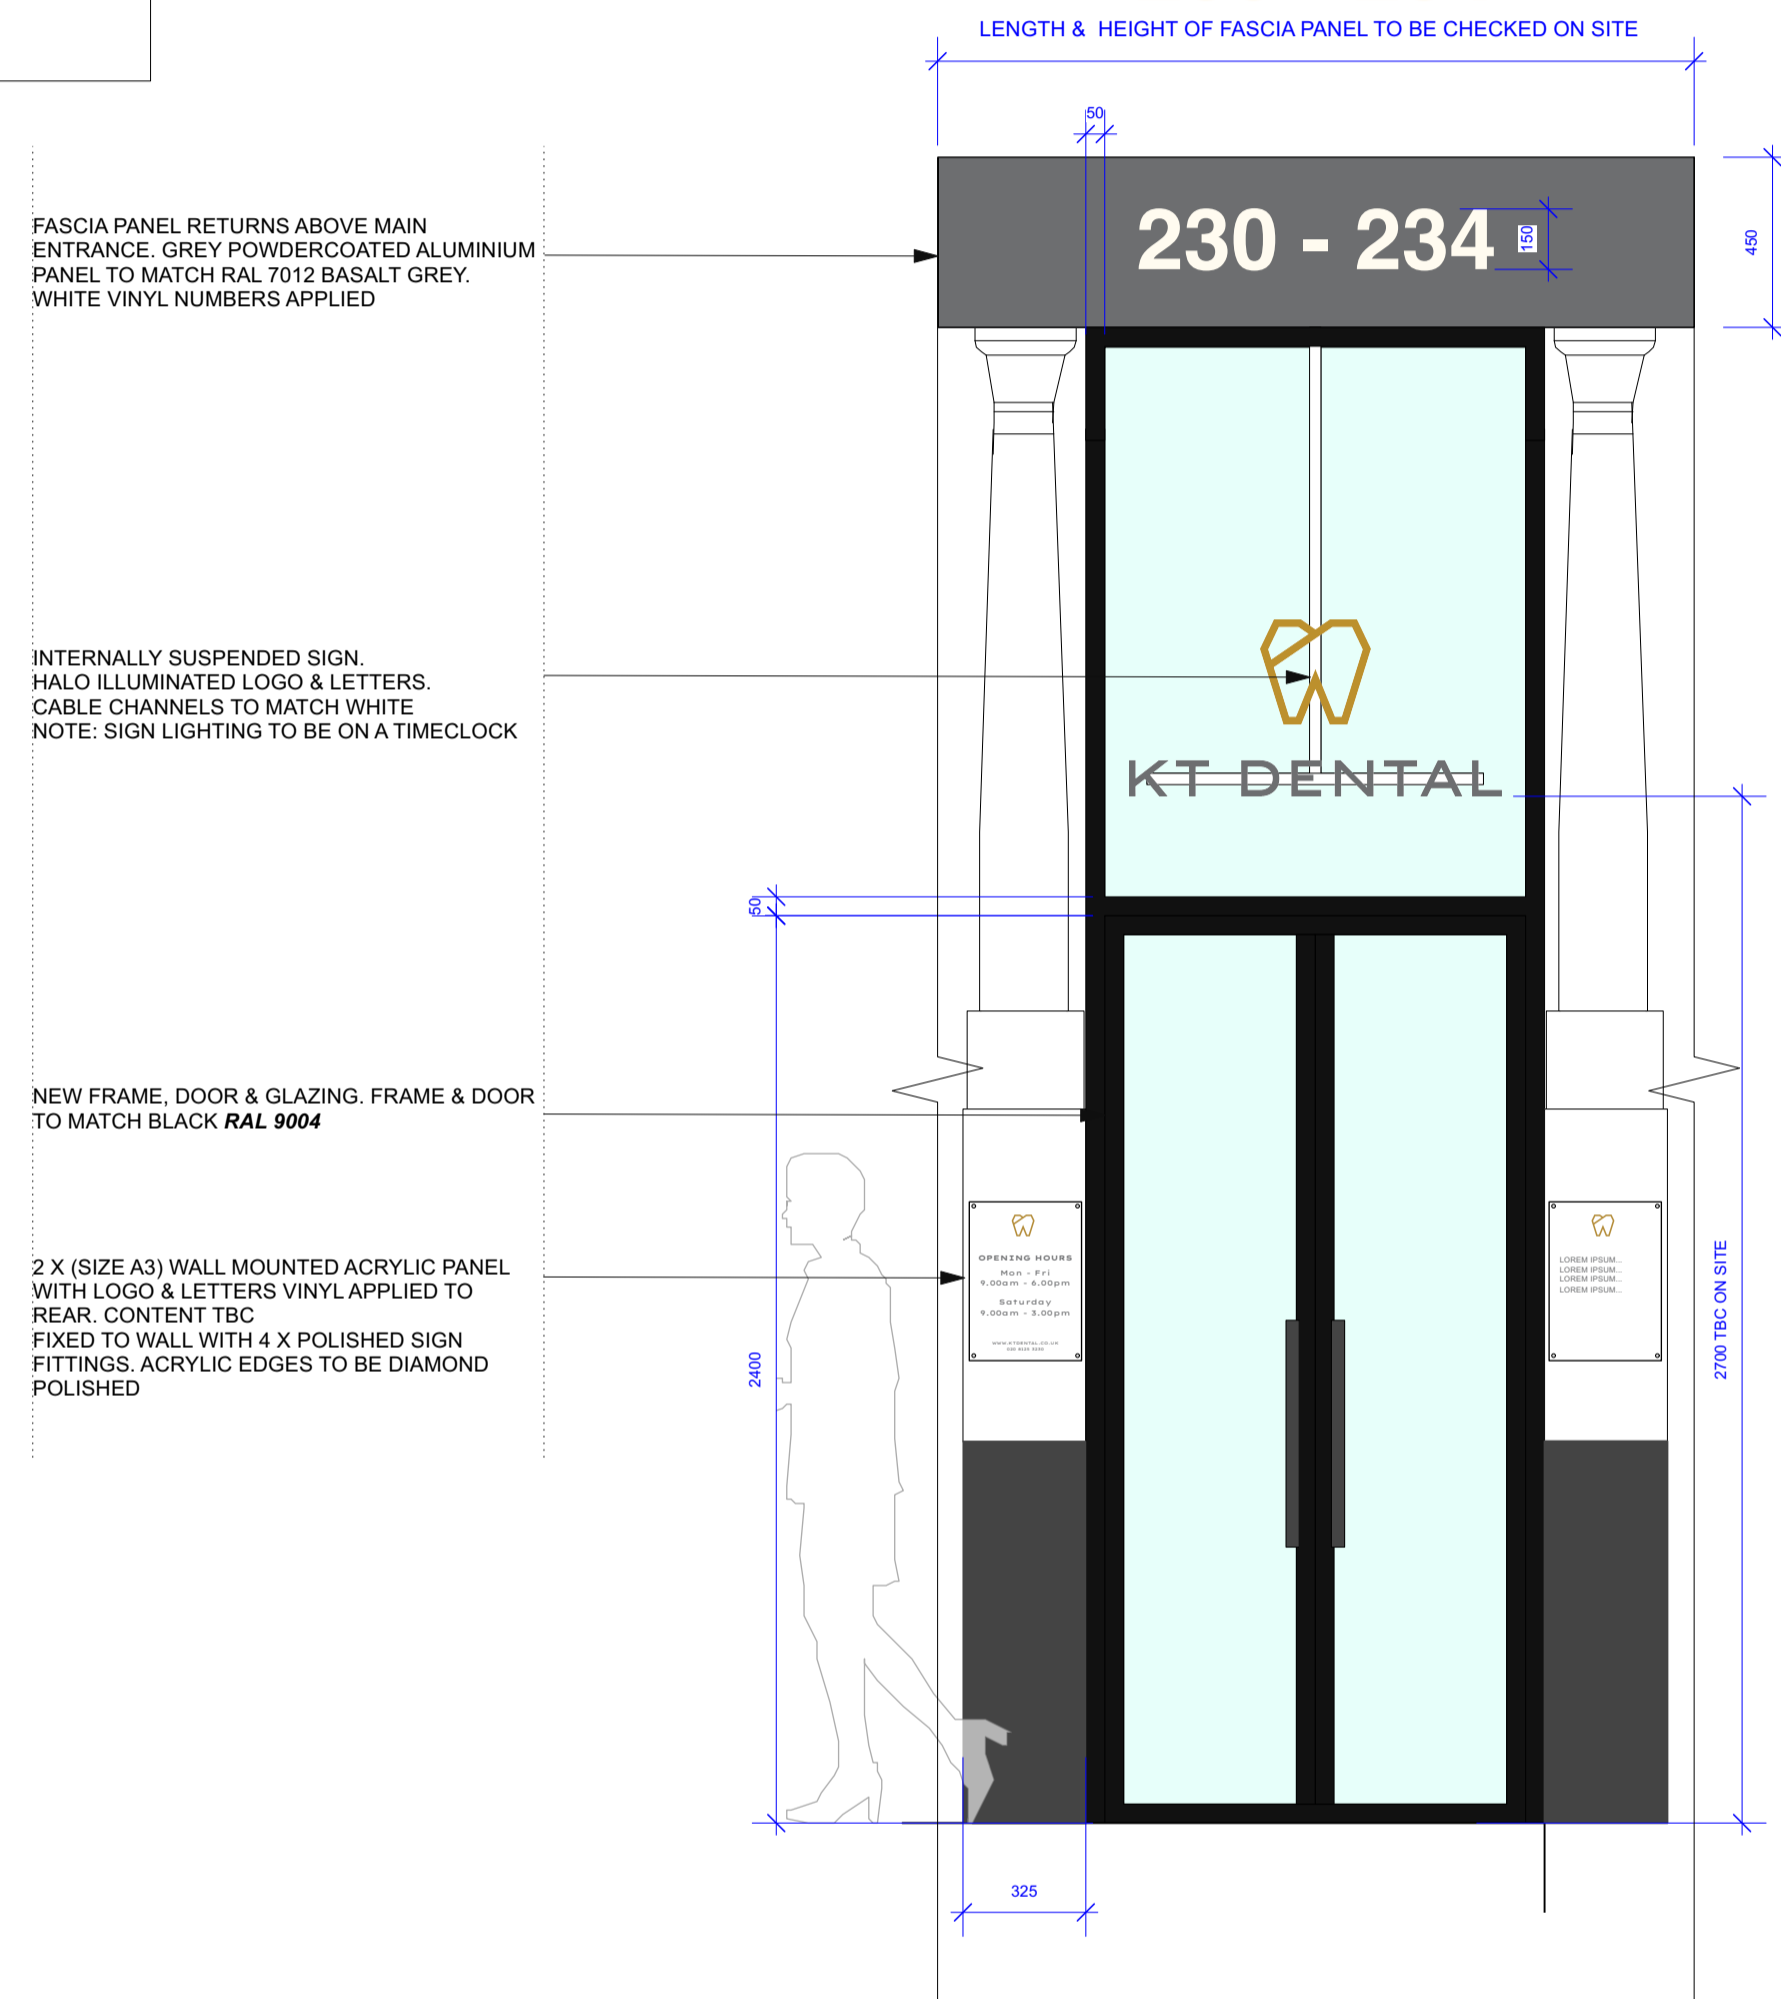 LENGTH & HEIGHT OF FASCIA PANEL TO BE CHECKED ON SITE
50
230 - 234
150
450
FASCIA PANEL RETURNS ABOVE MAIN
ENTRANCE. GREY POWDERCOATED ALUMINIUM
PANEL TO MATCH RAL 7012 BASALT GREY.
WHITE VINYL NUMBERS APPLIED
INTERNALLY SUSPENDED SIGN.
HALO ILLUMINATED LOGO & LETTERS.
CABLE CHANNELS TO MATCH WHITE
NOTE: SIGN LIGHTING TO BE ON A TIMECLOCK
KT DENTAL
50
NEW FRAME, DOOR & GLAZING. FRAME & DOOR
TO MATCH BLACK RAL 9004
2 X (SIZE A3) WALL MOUNTED ACRYLIC PANEL
WITH LOGO & LETTERS VINYL APPLIED TO
REAR. CONTENT TBC
FIXED TO WALL WITH 4 X POLISHED SIGN
FITTINGS. ACRYLIC EDGES TO BE DIAMOND
POLISHED
2400
OPENING HOURS
Mon - Fri
9.00am - 6.00pm
Saturday
9.00am - 3.00pm
WWW.KTDENTAL.CO.UK
LOREM IPSUM...
LOREM IPSUM...
LOREM IPSUM...
LOREM IPSUM...
2700 TBC ON SITE
325